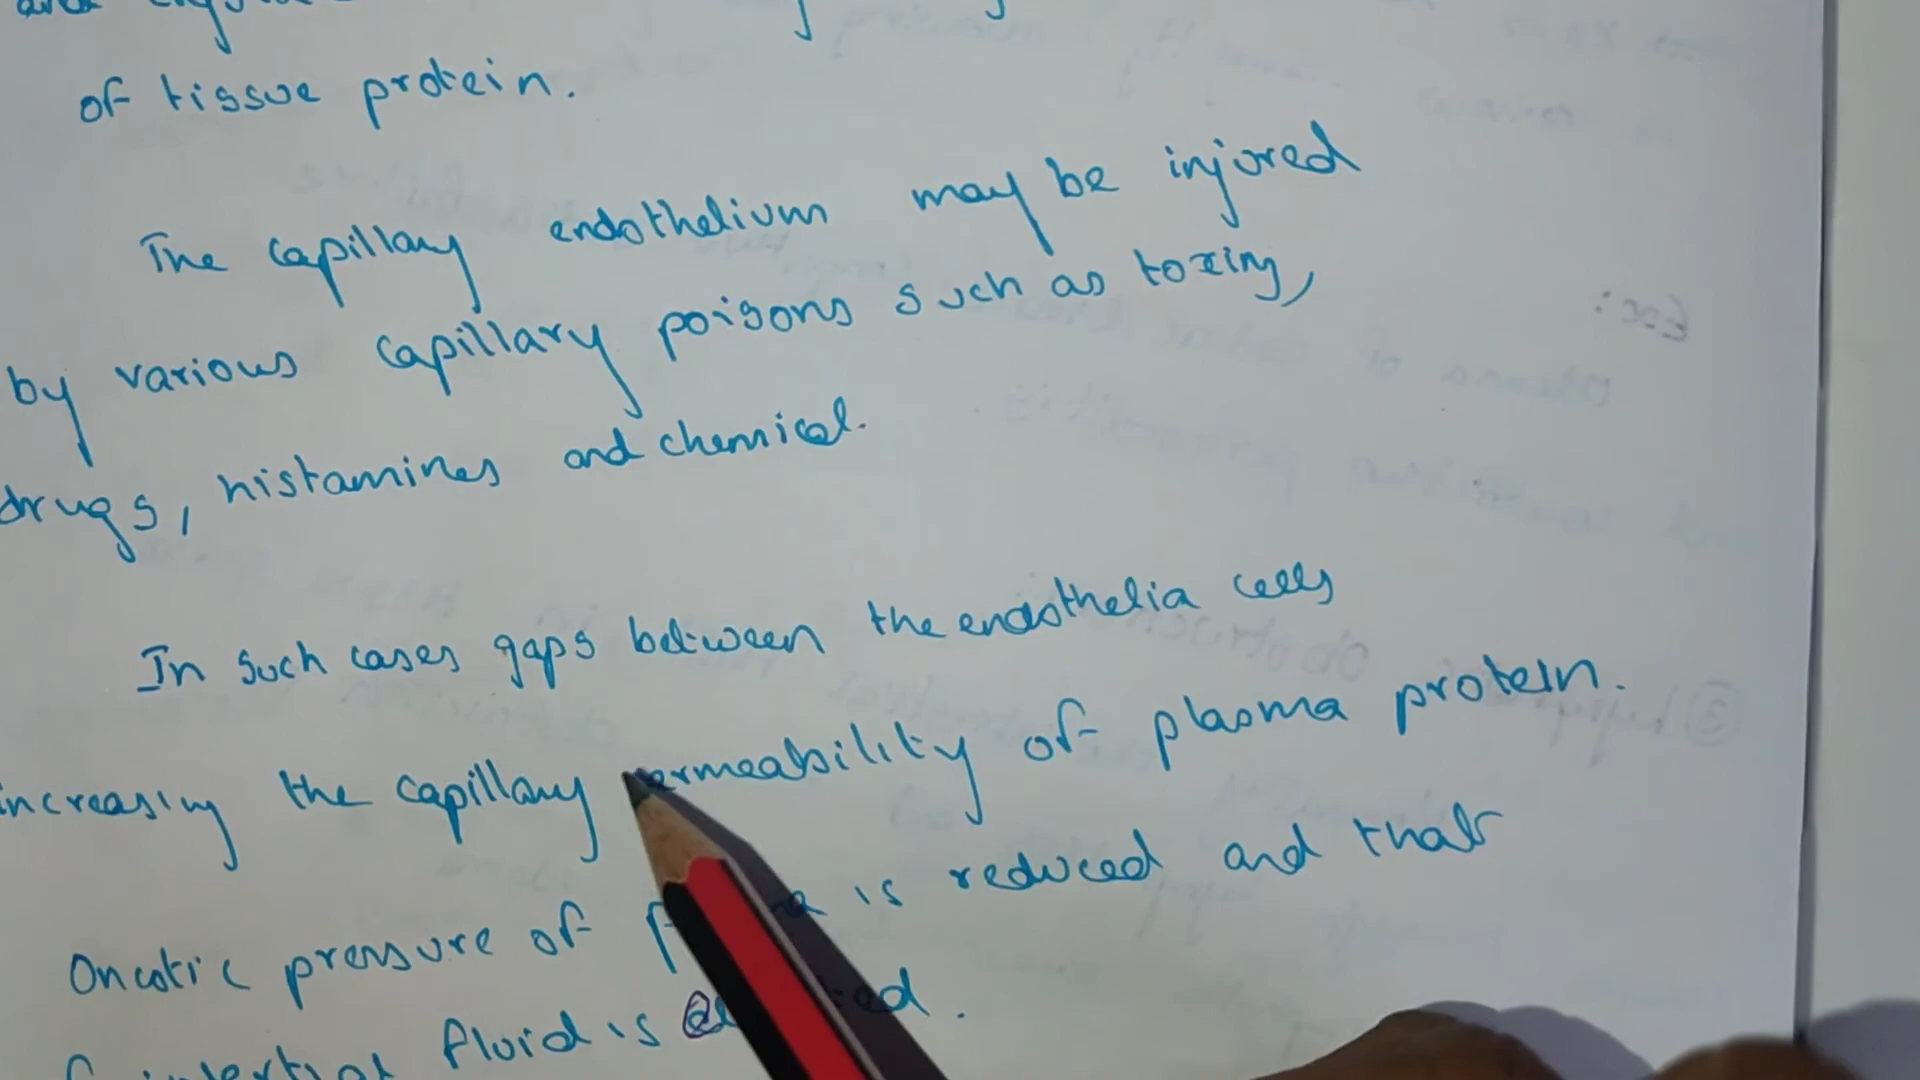 of tissue protein.
The capillary endothelium may be injured
by various capillary poisons such as toxins,
drugs, histamines and chemical.
In such cases gaps between the endothelia cells
increasing the capillary permeability of plasma protein.
Oncotic pressure of is reduced and that
fluid is